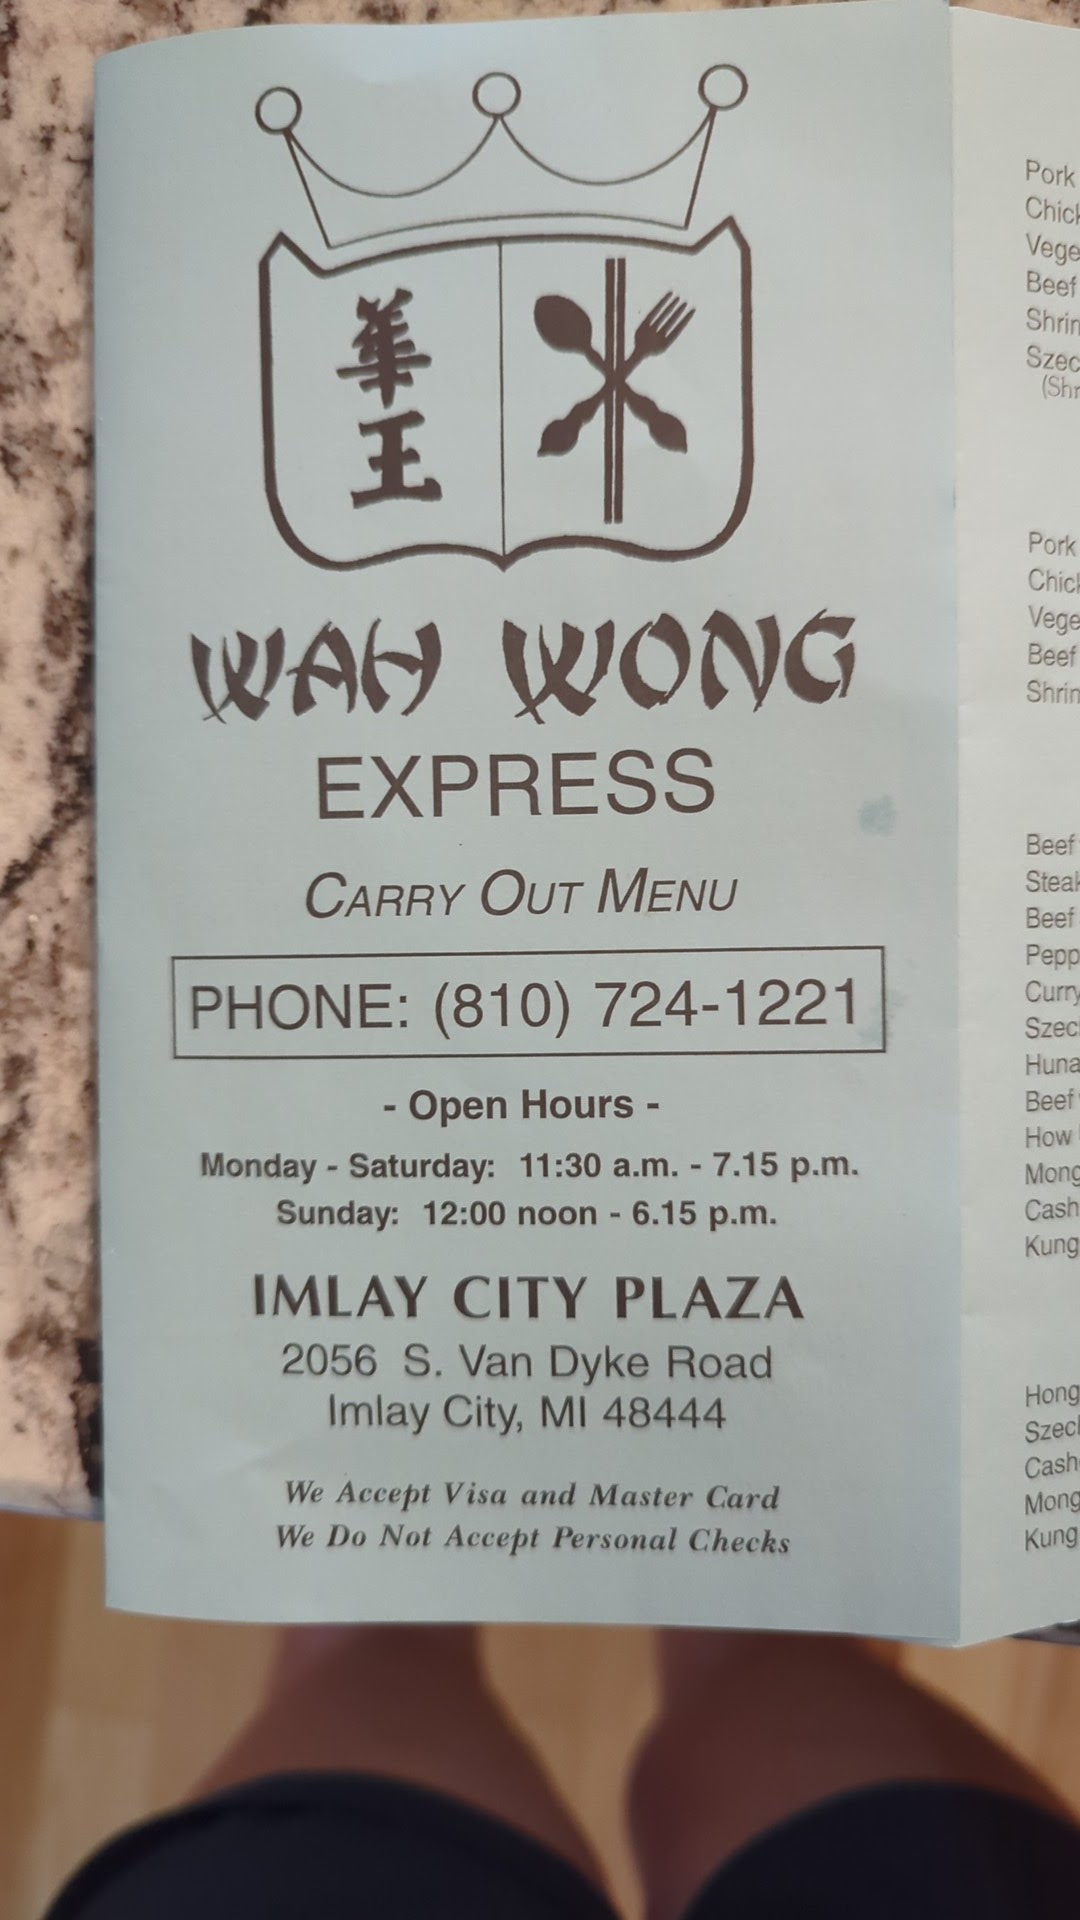 華
王
WAH WONG
EXPRESS
CARRY OUT MENU
PHONE: (810) 724-1221
- Open Hours -
Monday - Saturday: 11:30 a.m. - 7.15 p.m.
Sunday: 12:00 noon - 6.15 p.m.
IMLAY CITY PLAZA
2056 S. Van Dyke Road
Imlay City, MI 48444
We Accept Visa and Master Card
We Do Not Accept Personal Checks
Pork
Beef
Pork
Beef
Beef
Beef
Beef
How